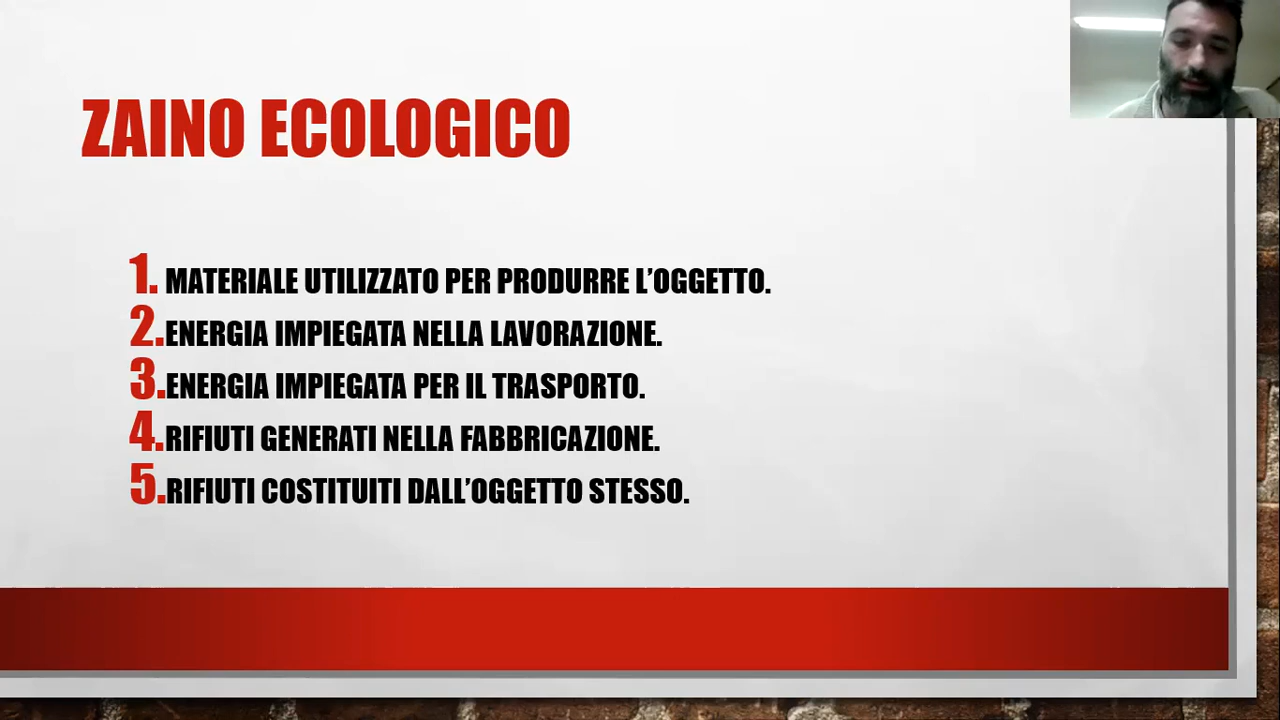 ZAINO ECOLOGICO
1. MATERIALE UTILIZZATO PER PRODURRE L'OGGETTO.
2.ENERGIA IMPIEGATA NELLA LAVORAZIONE.
3.ENERGIA IMPIEGATA PER IL TRASPORTO.
4.RIFIUTI GENERATI NELLA FABBRICAZIONE.
5.RIFIUTI COSTITUITI DALL'OGGETTO STESSO.